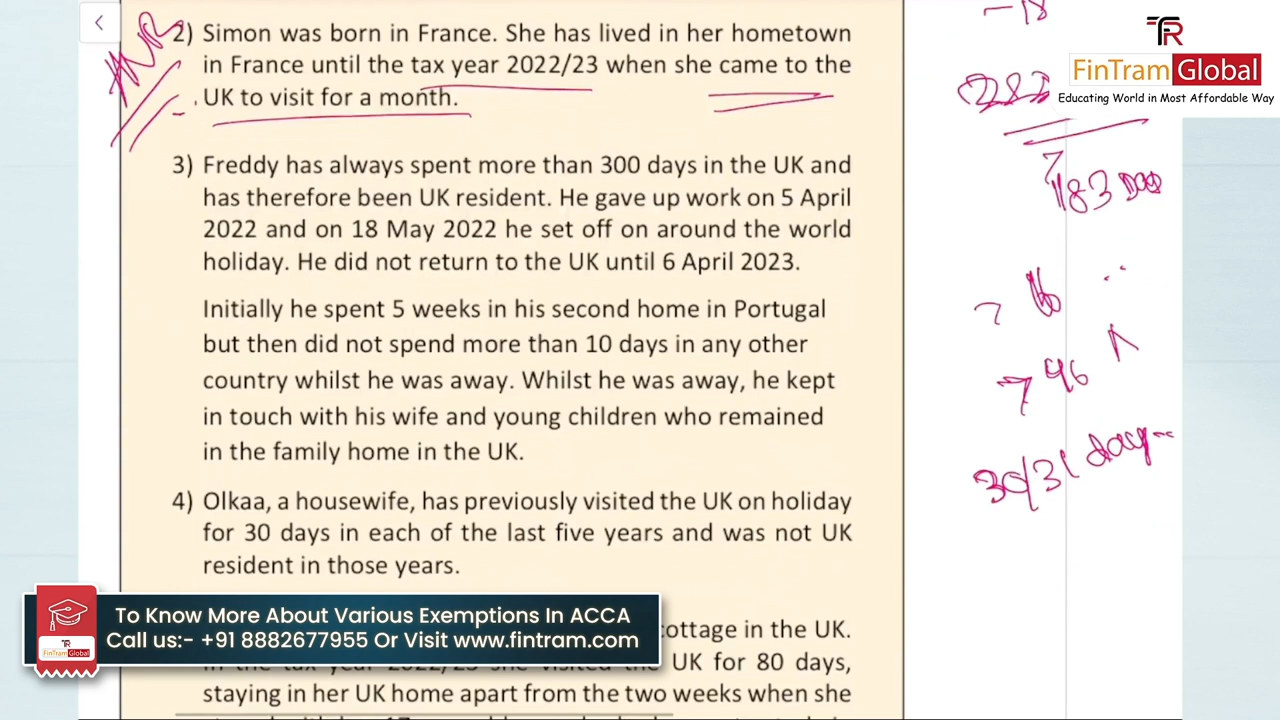 2) Simon was born in France. She has lived in her hometown
in France until the tax year 2022/23 when she came to the
UK to visit for a month.
3) Freddy has always spent more than 300 days in the UK and
has therefore been UK resident. He gave up work on 5 April
2022 and on 18 May 2022 he set off on around the world
holiday. He did not return to the UK until 6 April 2023.
Initially he spent 5 weeks in his second home in Portugal
but then did not spend more than 10 days in any other
country whilst he was away. Whilst he was away, he kept
in touch with his wife and young children who remained
in the family home in the UK.
4) Olkaa, a housewife, has previously visited the UK on holiday
for 30 days in each of the last five years and was not UK
resident in those years.
cottage in the UK.
UK for 80 days,
staying in her UK home apart from the two weeks when she
ANR
-18
183 Days
46
30/31 days
FinTram Global
Educating World in Most Affordable Way
FinTram Global
To Know More About Various Exemptions In ACCA
Call us:- +91 8882677955 Or Visit www.fintram.com